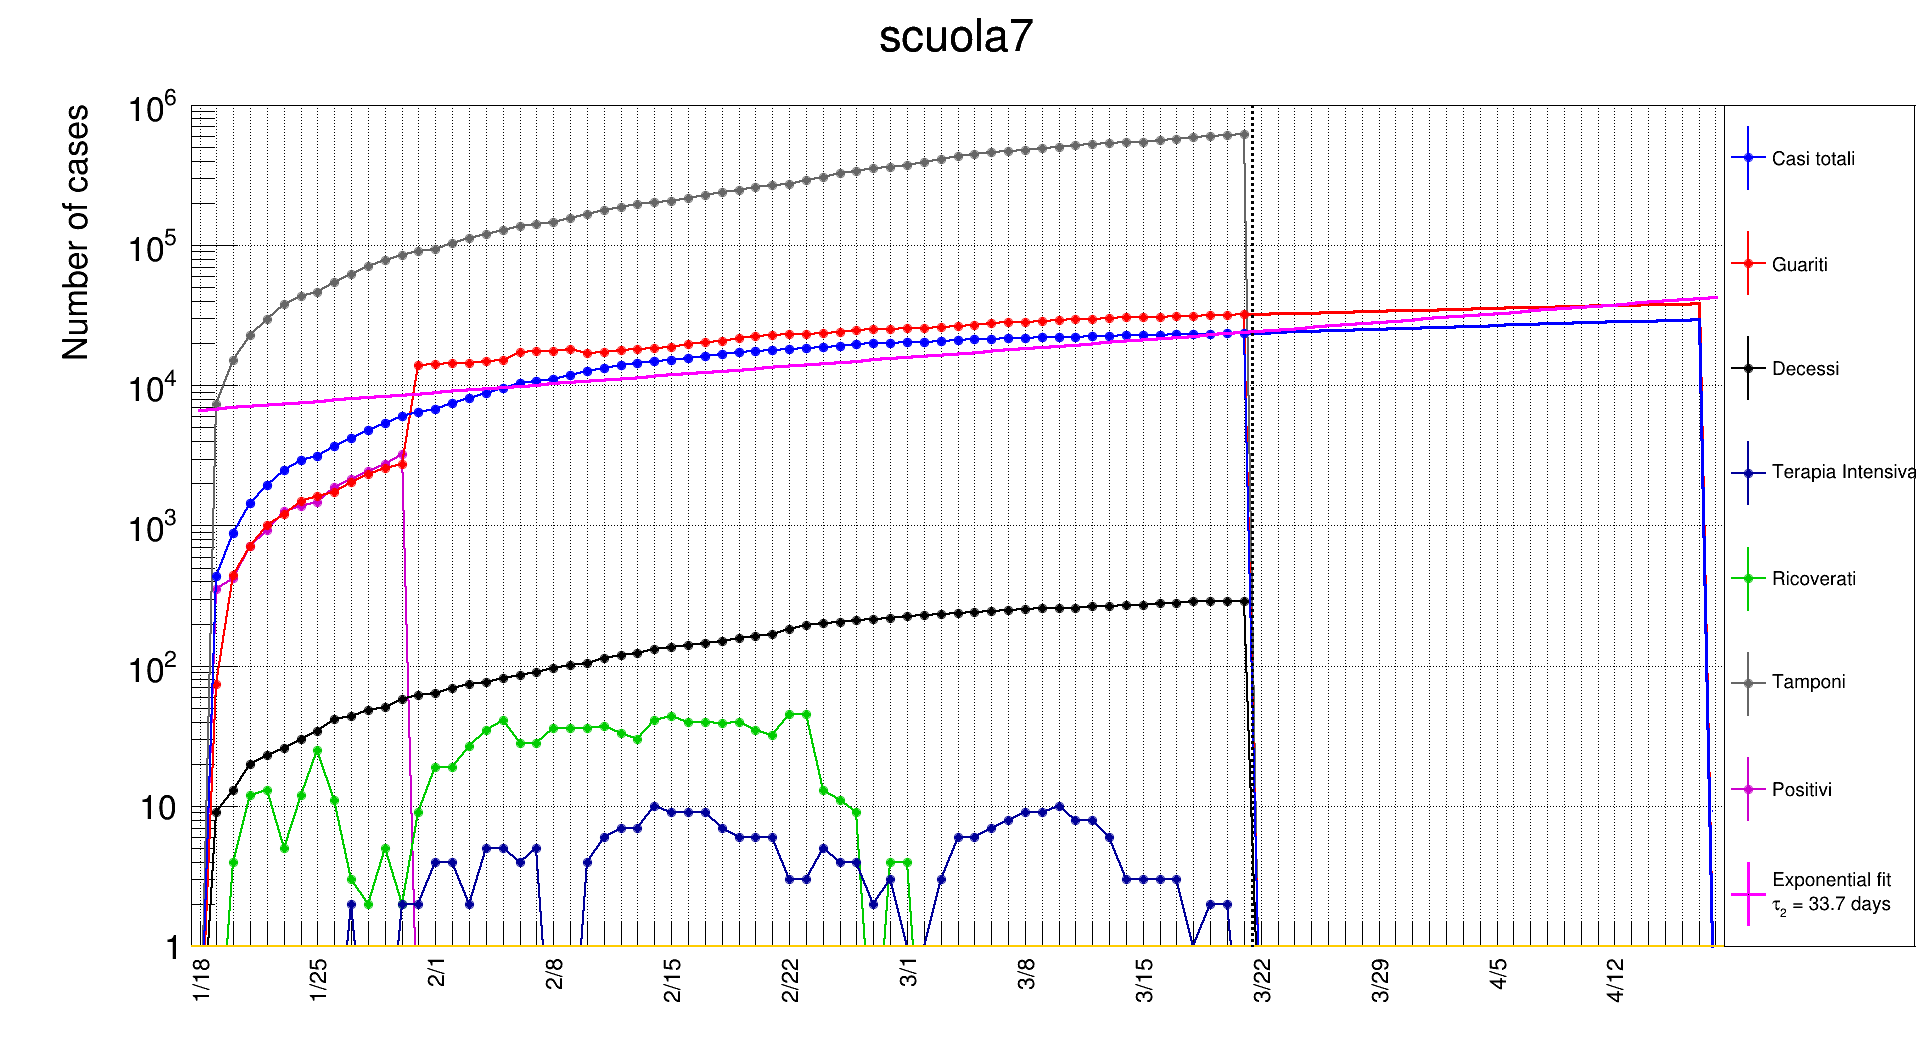 scuola7
Number of cases
10^6
10^5
10^4
10^3
10^2
10
1
1/18
1/25
2/1
2/8
2/15
2/22
3/1
3/8
3/15
3/22
3/29
4/5
4/12
Casi totali
Guariti
Decessi
Terapia Intensiva
Ricoverati
Tamponi
Positivi
Exponential fit
τ₂ = 33.7 days